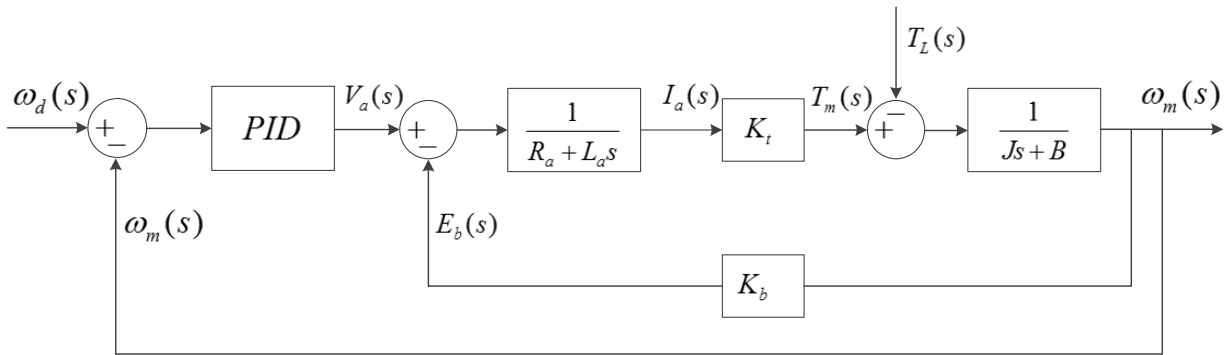 T_L(s)
ω_d(s)
+
−
PID
V_a(s)
+
−
1
R_a + L_a s
I_a(s)
K_t
T_m(s)
+
−
1
Js + B
ω_m(s)
ω_m(s)
E_b(s)
K_b